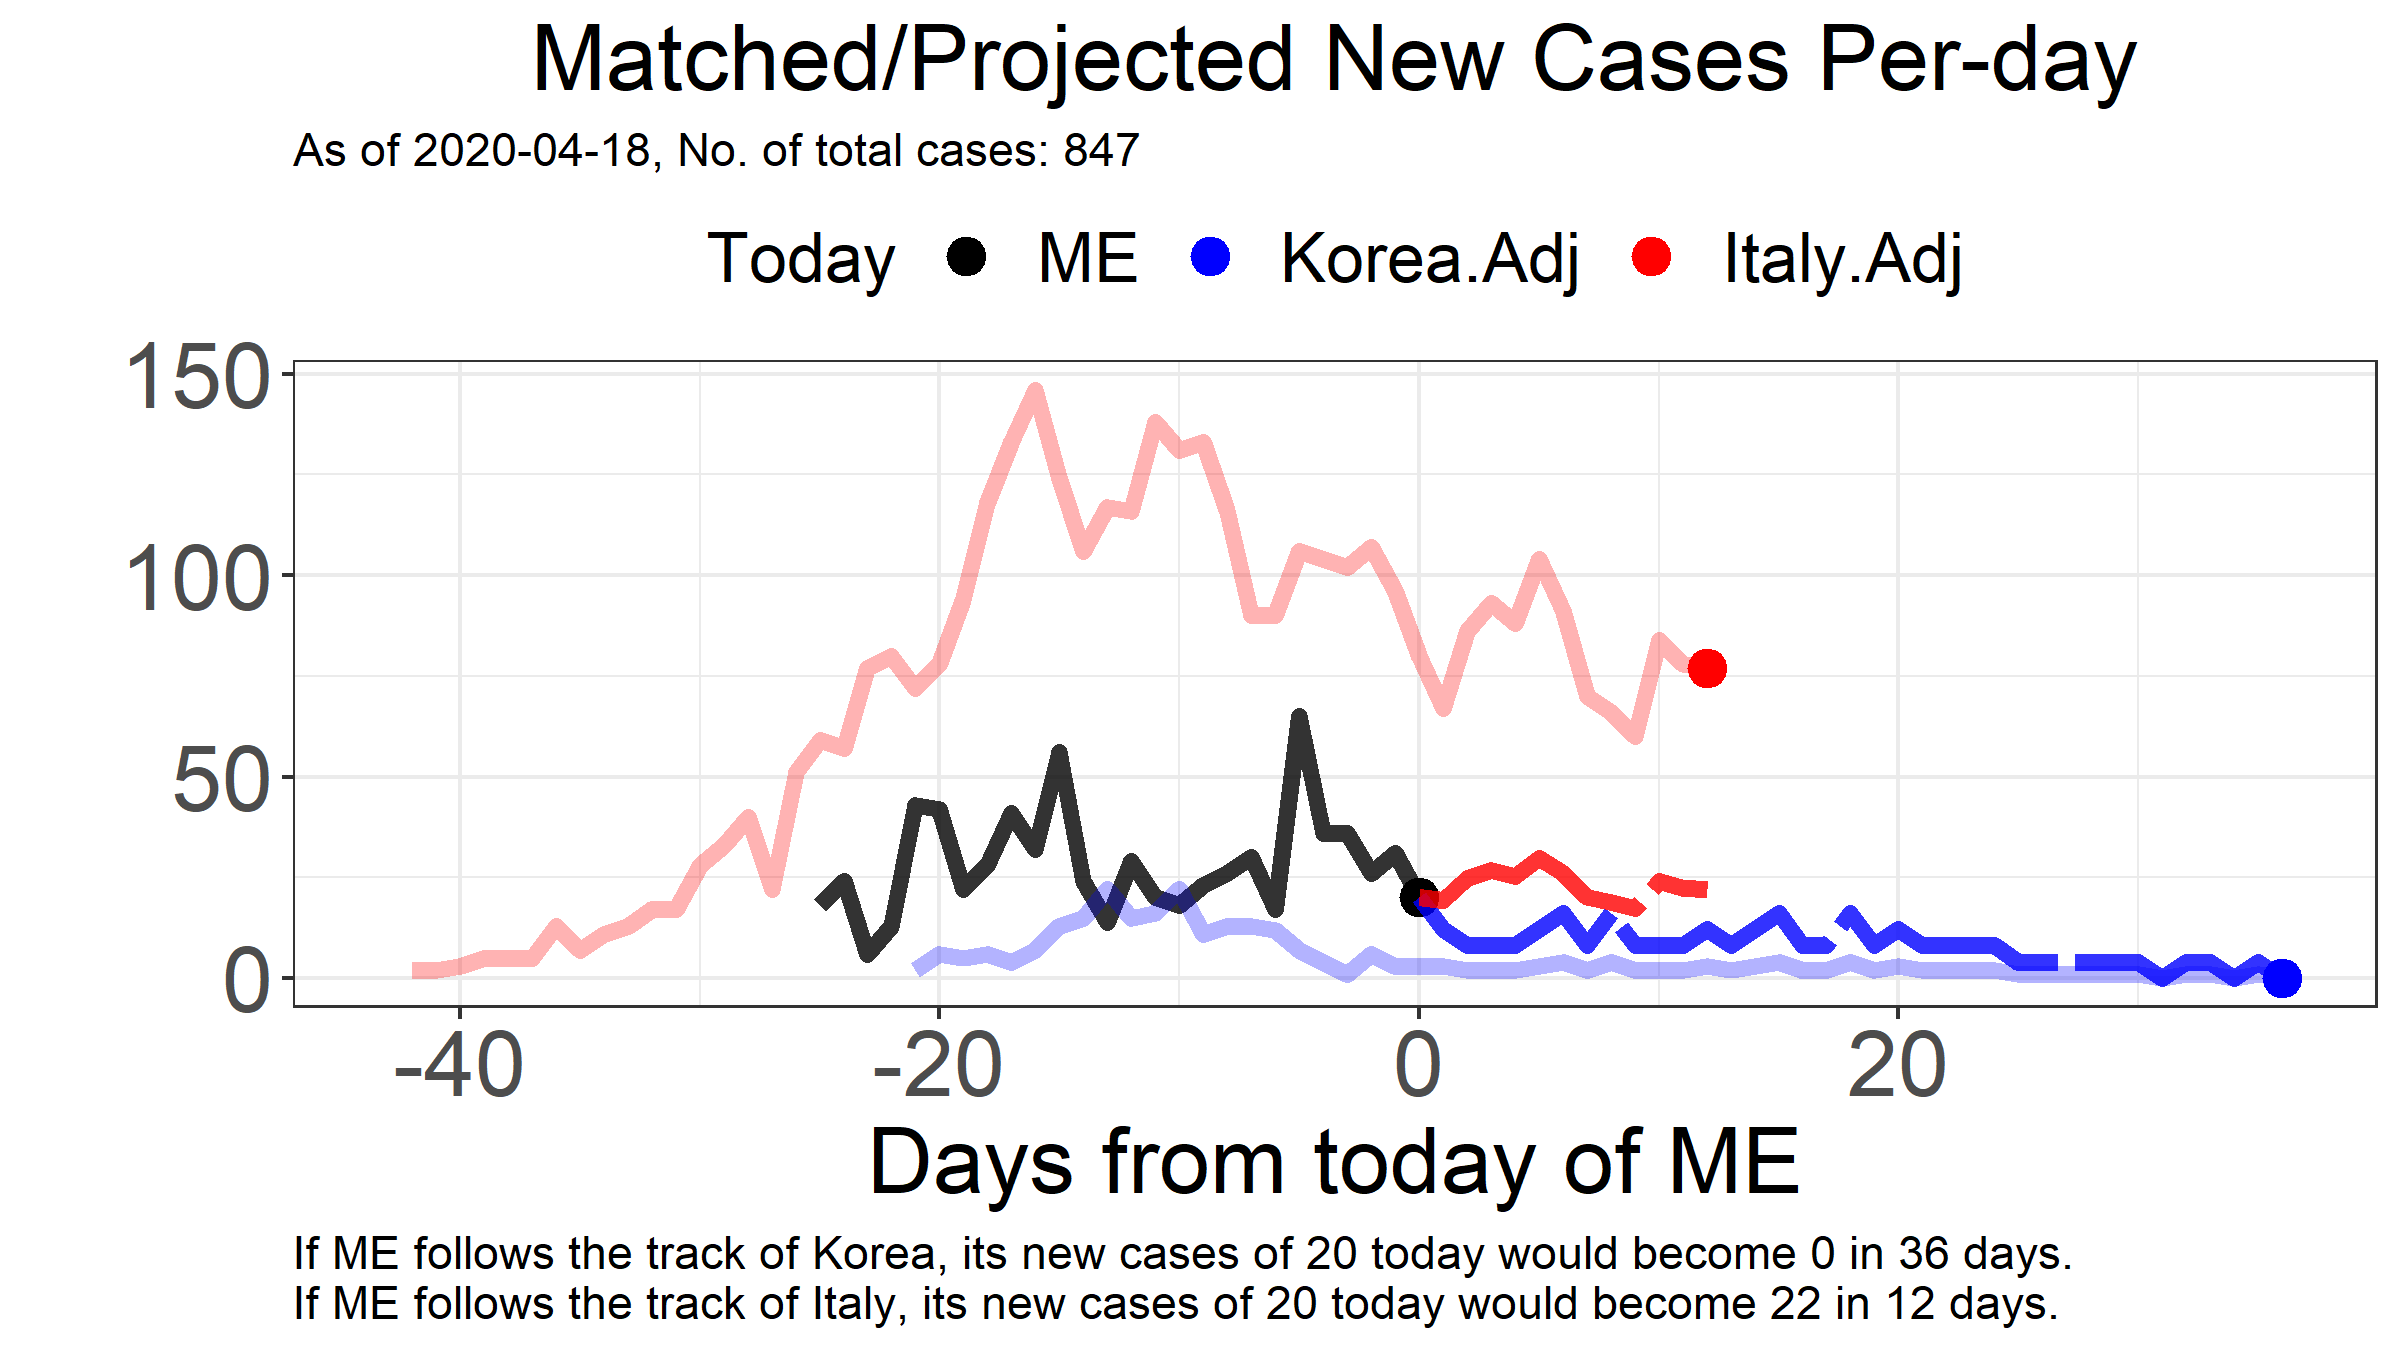 Matched/Projected New Cases Per-day
As of 2020-04-18, No. of total cases: 847
Today ME Korea.Adj Italy.Adj
150
100
50
0
-40 -20 0 20
Days from today of ME
If ME follows the track of Korea, its new cases of 20 today would become 0 in 36 days.
If ME follows the track of Italy, its new cases of 20 today would become 22 in 12 days.